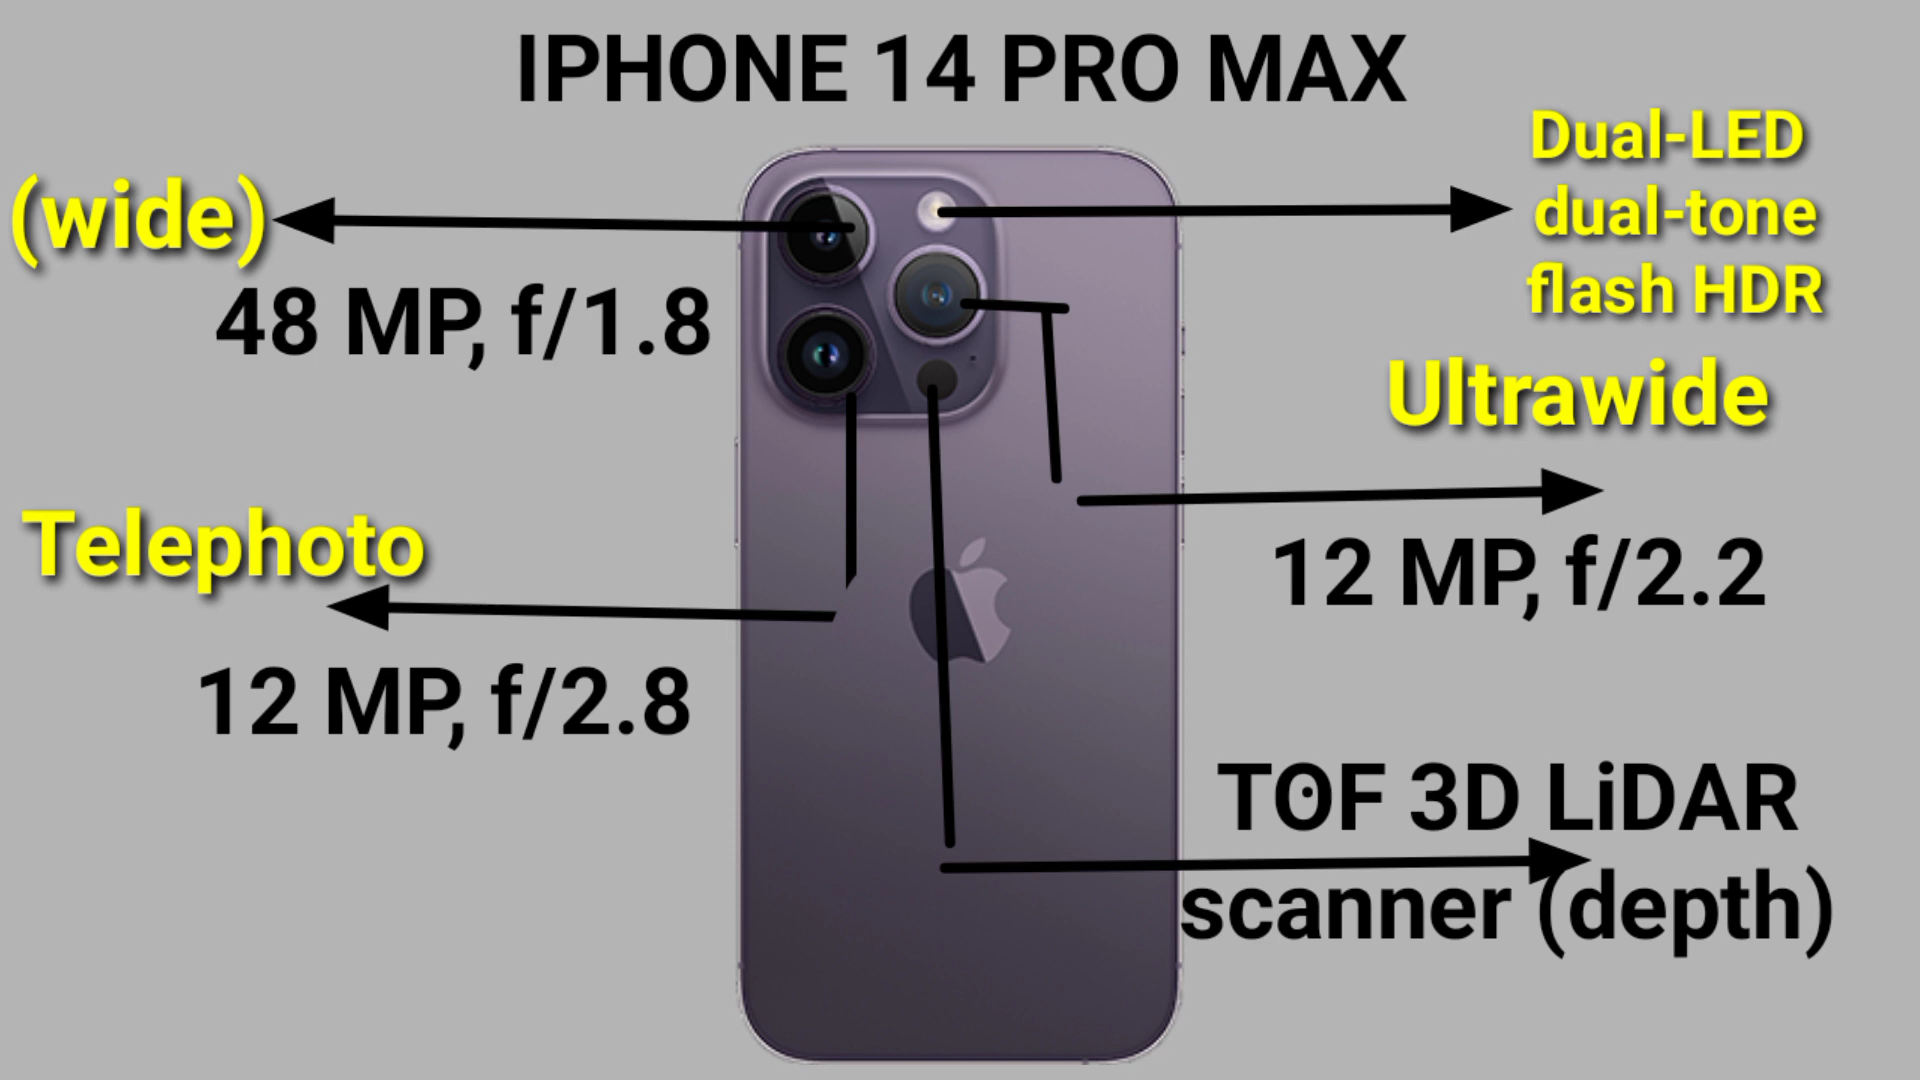 IPHONE 14 PRO MAX
(wide)
48 MP, f/1.8
Dual-LED
dual-tone
flash HDR
Ultrawide
12 MP, f/2.2
Telephoto
12 MP, f/2.8
TOF 3D LiDAR
scanner (depth)